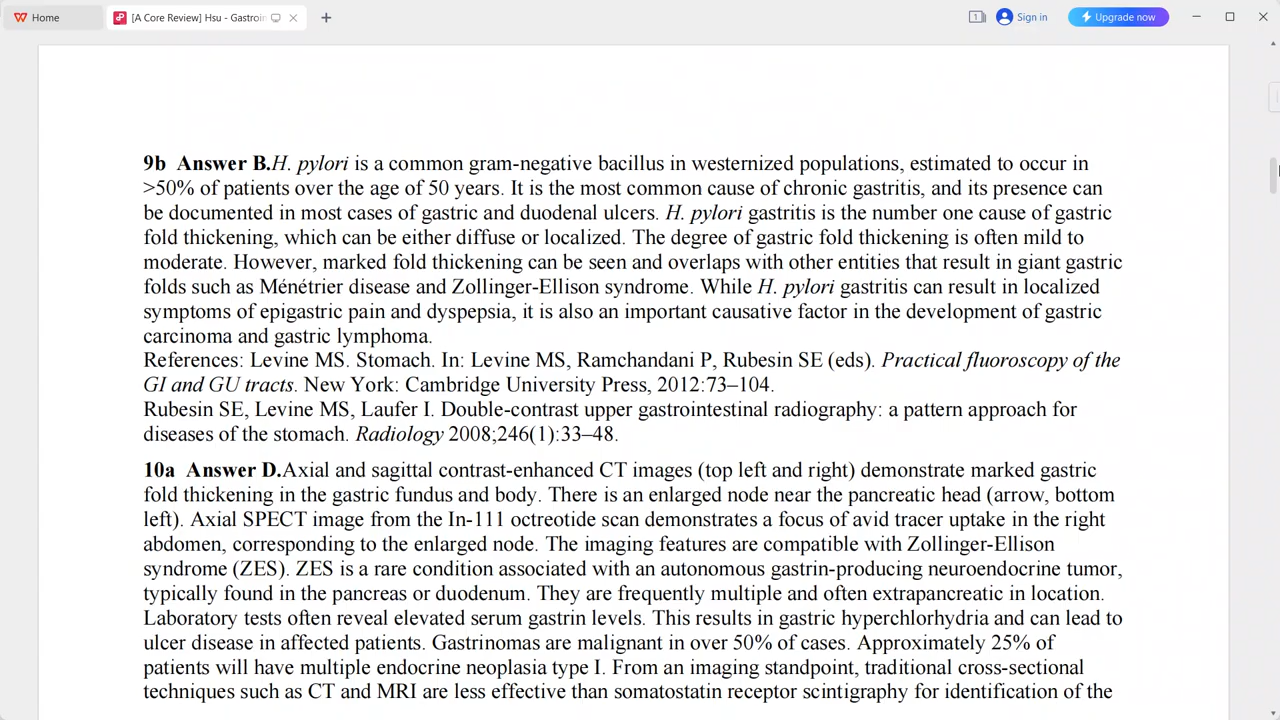 Home
[A Core Review] Hsu - Gastroin
1
Sign in
Upgrade now
9b Answer B.H. pylori is a common gram-negative bacillus in westernized populations, estimated to occur in
>50% of patients over the age of 50 years. It is the most common cause of chronic gastritis, and its presence can
be documented in most cases of gastric and duodenal ulcers. H. pylori gastritis is the number one cause of gastric
fold thickening, which can be either diffuse or localized. The degree of gastric fold thickening is often mild to
moderate. However, marked fold thickening can be seen and overlaps with other entities that result in giant gastric
folds such as Ménétrier disease and Zollinger-Ellison syndrome. While H. pylori gastritis can result in localized
symptoms of epigastric pain and dyspepsia, it is also an important causative factor in the development of gastric
carcinoma and gastric lymphoma.
References: Levine MS. Stomach. In: Levine MS, Ramchandani P, Rubesin SE (eds). Practical fluoroscopy of the
GI and GU tracts. New York: Cambridge University Press, 2012:73–104.
Rubesin SE, Levine MS, Laufer I. Double-contrast upper gastrointestinal radiography: a pattern approach for
diseases of the stomach. Radiology 2008;246(1):33–48.
10a Answer D.Axial and sagittal contrast-enhanced CT images (top left and right) demonstrate marked gastric
fold thickening in the gastric fundus and body. There is an enlarged node near the pancreatic head (arrow, bottom
left). Axial SPECT image from the In-111 octreotide scan demonstrates a focus of avid tracer uptake in the right
abdomen, corresponding to the enlarged node. The imaging features are compatible with Zollinger-Ellison
syndrome (ZES). ZES is a rare condition associated with an autonomous gastrin-producing neuroendocrine tumor,
typically found in the pancreas or duodenum. They are frequently multiple and often extrapancreatic in location.
Laboratory tests often reveal elevated serum gastrin levels. This results in gastric hyperchlorhydria and can lead to
ulcer disease in affected patients. Gastrinomas are malignant in over 50% of cases. Approximately 25% of
patients will have multiple endocrine neoplasia type I. From an imaging standpoint, traditional cross-sectional
techniques such as CT and MRI are less effective than somatostatin receptor scintigraphy for identification of the